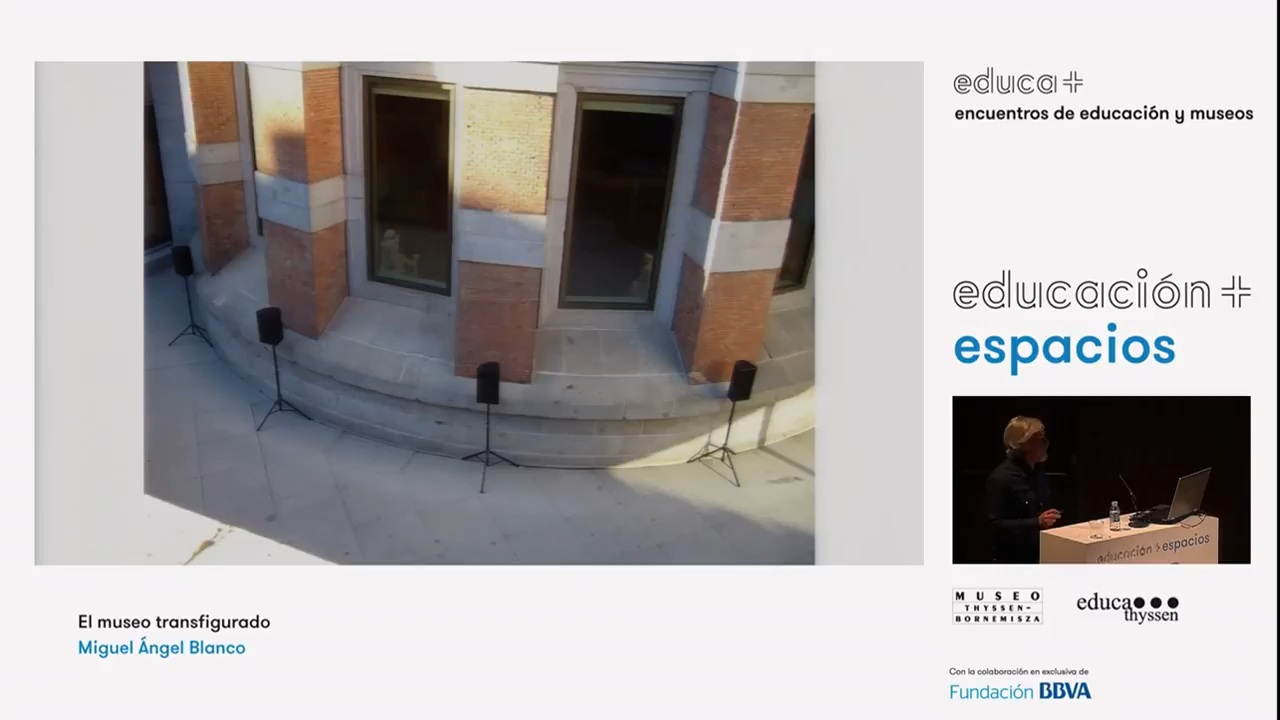 educa+
encuentros de educación y museos
educación+
espacios
educación+espacios
El museo transfigurado
Miguel Ángel Blanco
MUSEO
THYSSEN-
BORNEMISZA
educa
thyssen
Con la colaboración en exclusiva de
Fundación BBVA